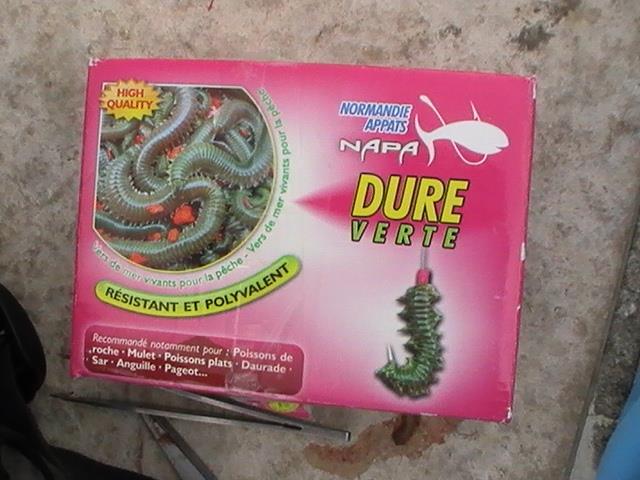 HIGH
QUALITY
Vers de mer vivants pour la pêche - Vers de mer vivants pour la pêche
RÉSISTANT ET POLYVALENT
NORMANDIE
APPATS
NAPA
DURE
VERTE
Recommandé notamment pour : Poissons de
roche · Mulet · Poissons plats · Daurade ·
Sar · Anguille · Pageot...